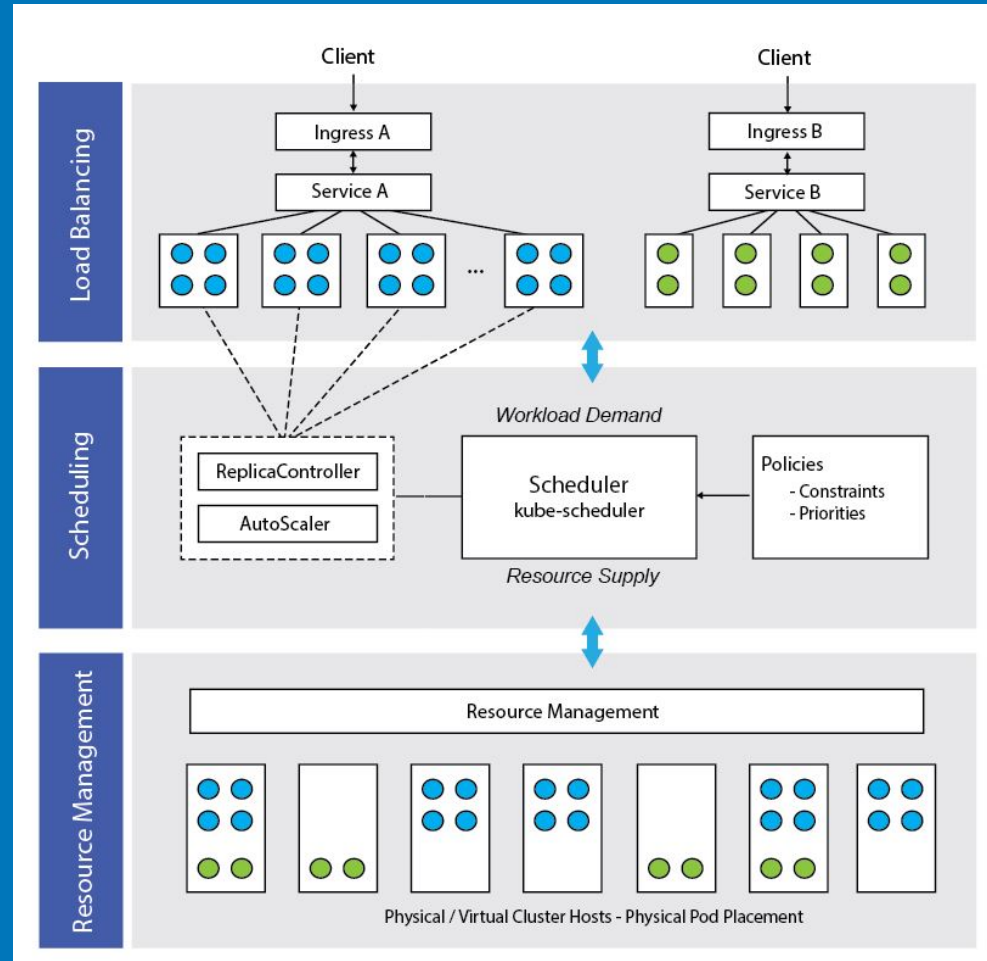 Client
Client
Load Balancing
Ingress A
Ingress B
Service A
Service B
...
Scheduling
Workload Demand
ReplicaController
AutoScaler
Scheduler
kube-scheduler
Policies
- Constraints
- Priorities
Resource Supply
Resource Management
Resource Management
Physical / Virtual Cluster Hosts - Physical Pod Placement